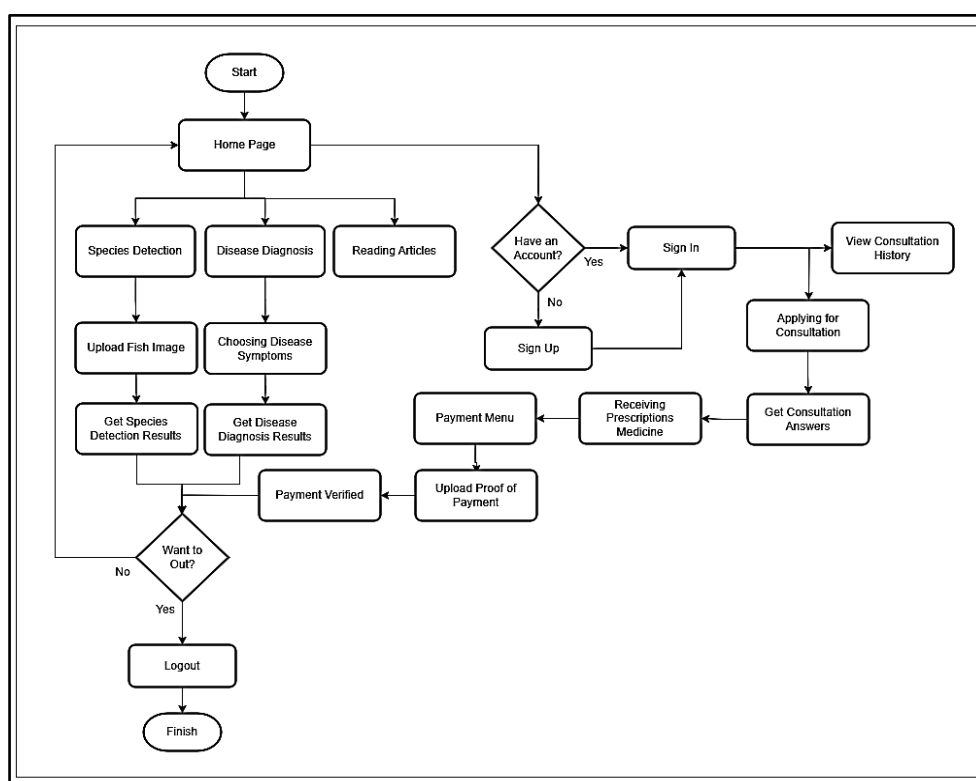 Start
Home Page
Species Detection
Disease Diagnosis
Reading Articles
Have an
Account?
Yes
No
Sign In
View Consultation
History
Sign Up
Applying for
Consultation
Upload Fish Image
Choosing Disease
Symptoms
Get Species
Detection Results
Get Disease
Diagnosis Results
Payment Menu
Receiving
Prescriptions
Medicine
Get Consultation
Answers
Payment Verified
Upload Proof of
Payment
Want to
Out?
No
Yes
Logout
Finish